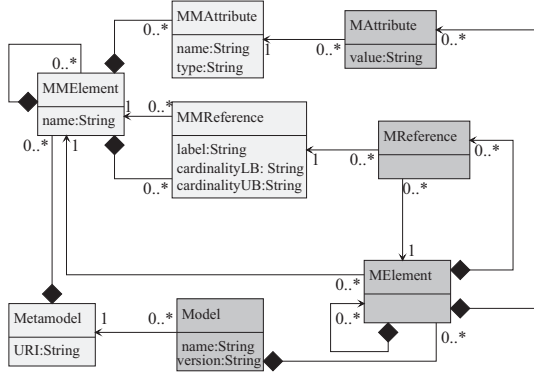 MMAttribute
name:String
type:String
MAttribute
value:String
0..*
1
0..*
0..*
0..*
MMElement
name:String
0..*
1
0..*
1
0..*
MMReference
label:String
cardinalityLB: String
cardinalityUB:String
1
0..*
MReference
0..*
0..*
1
0..*
MElement
0..*
0..*
Metamodel
URI:String
1
0..*
Model
name:String
version:String